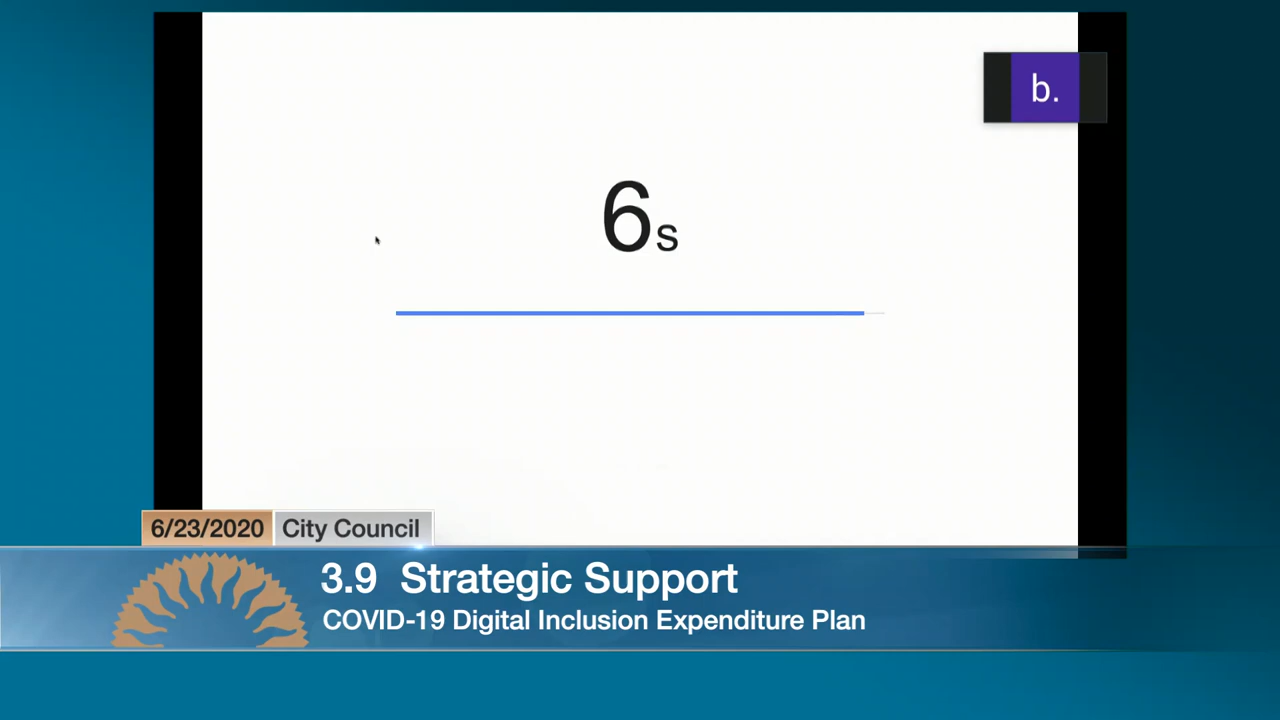 b.
6s
6/23/2020 City Council
3.9 Strategic Support
COVID-19 Digital Inclusion Expenditure Plan